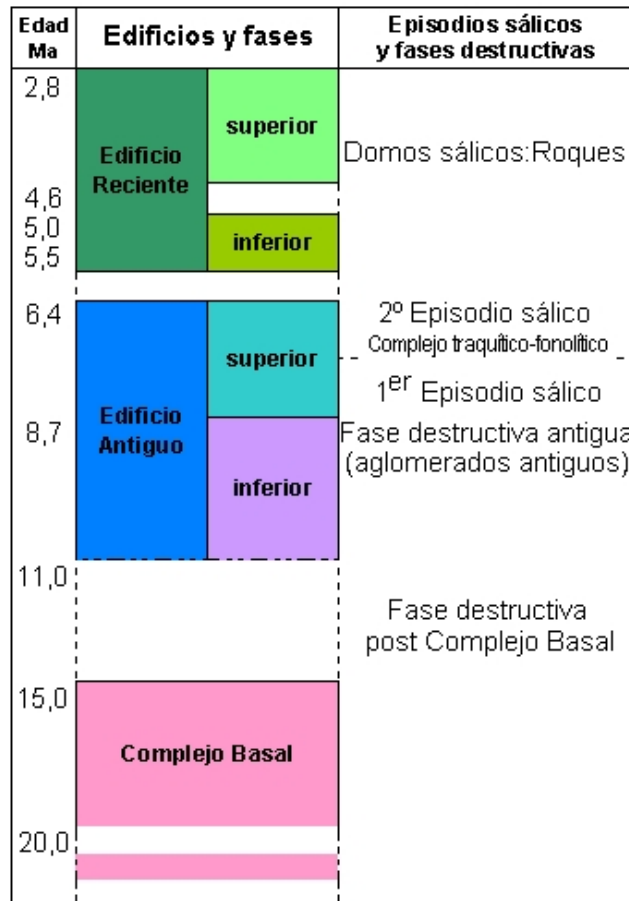 Edad
Ma
Edificios y fases
Episodios sálicos
y fases destructivas
2,8
superior
Domos sálicos:Roques
Edificio
Reciente
4,6
5,0
inferior
5,5
6,4
2º Episodio sálico
Complejo traquítico-fonolítico
superior
1er Episodio sálico
Edificio
Antiguo
8,7
Fase destructiva antigua
(aglomerados antiguos)
inferior
11,0
Fase destructiva
post Complejo Basal
15,0
Complejo Basal
20,0